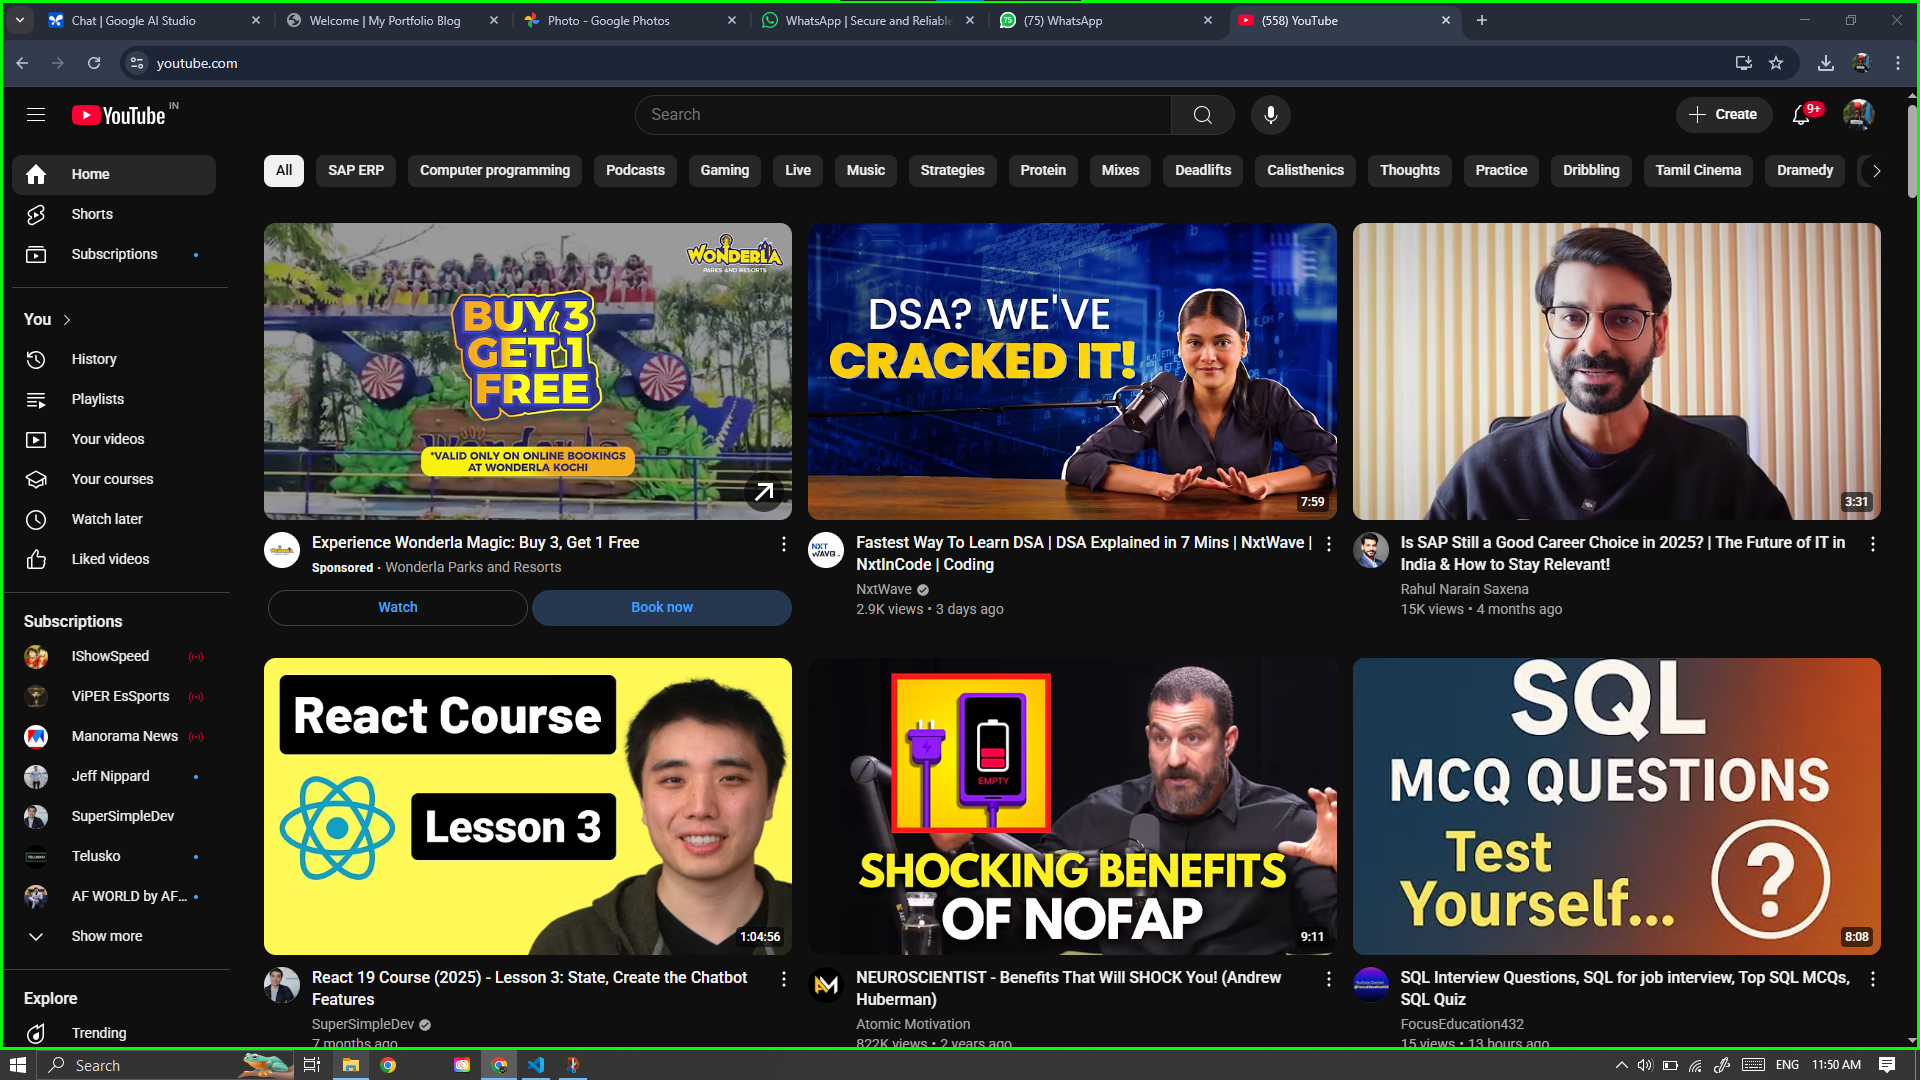 Chat | Google AI Studio
Welcome | My Portfolio Blog
Photo - Google Photos
WhatsApp | Secure and Reliable
(75) WhatsApp
(558) YouTube
youtube.com
YouTube IN
Search
Create
9+
Home
Shorts
Subscriptions
You
History
Playlists
Your videos
Your courses
Watch later
Liked videos
Subscriptions
IShowSpeed
ViPER EsSports
Manorama News
Jeff Nippard
SuperSimpleDev
Telusko
AF WORLD by AF...
Show more
Explore
Trending
All
SAP ERP
Computer programming
Podcasts
Gaming
Live
Music
Strategies
Protein
Mixes
Deadlifts
Calisthenics
Thoughts
Practice
Dribbling
Tamil Cinema
Dramedy
WONDERLA
PARKS AND RESORTS
BUY 3
GET 1
FREE
*VALID ONLY ON ONLINE BOOKINGS
AT WONDERLA KOCHI
Experience Wonderla Magic: Buy 3, Get 1 Free
Sponsored · Wonderla Parks and Resorts
Watch
Book now
DSA? WE'VE
CRACKED IT!
7:59
NXT
WAVE
Fastest Way To Learn DSA | DSA Explained in 7 Mins | NxtWave |
NxtInCode | Coding
NxtWave
2.9K views • 3 days ago
3:31
Is SAP Still a Good Career Choice in 2025? | The Future of IT in
India & How to Stay Relevant!
Rahul Narain Saxena
15K views • 4 months ago
React Course
Lesson 3
1:04:56
React 19 Course (2025) - Lesson 3: State, Create the Chatbot
Features
SuperSimpleDev
7 months ago
EMPTY
SHOCKING BENEFITS
OF NOFAP
9:11
NEUROSCIENTIST - Benefits That Will SHOCK You! (Andrew
Huberman)
Atomic Motivation
822K views • 2 years ago
SQL
MCQ QUESTIONS
Test
Yourself...
?
8:08
SQL Interview Questions, SQL for job interview, Top SQL MCQs,
SQL Quiz
FocusEducation432
15 views • 13 hours ago
Search
ENG
11:50 AM